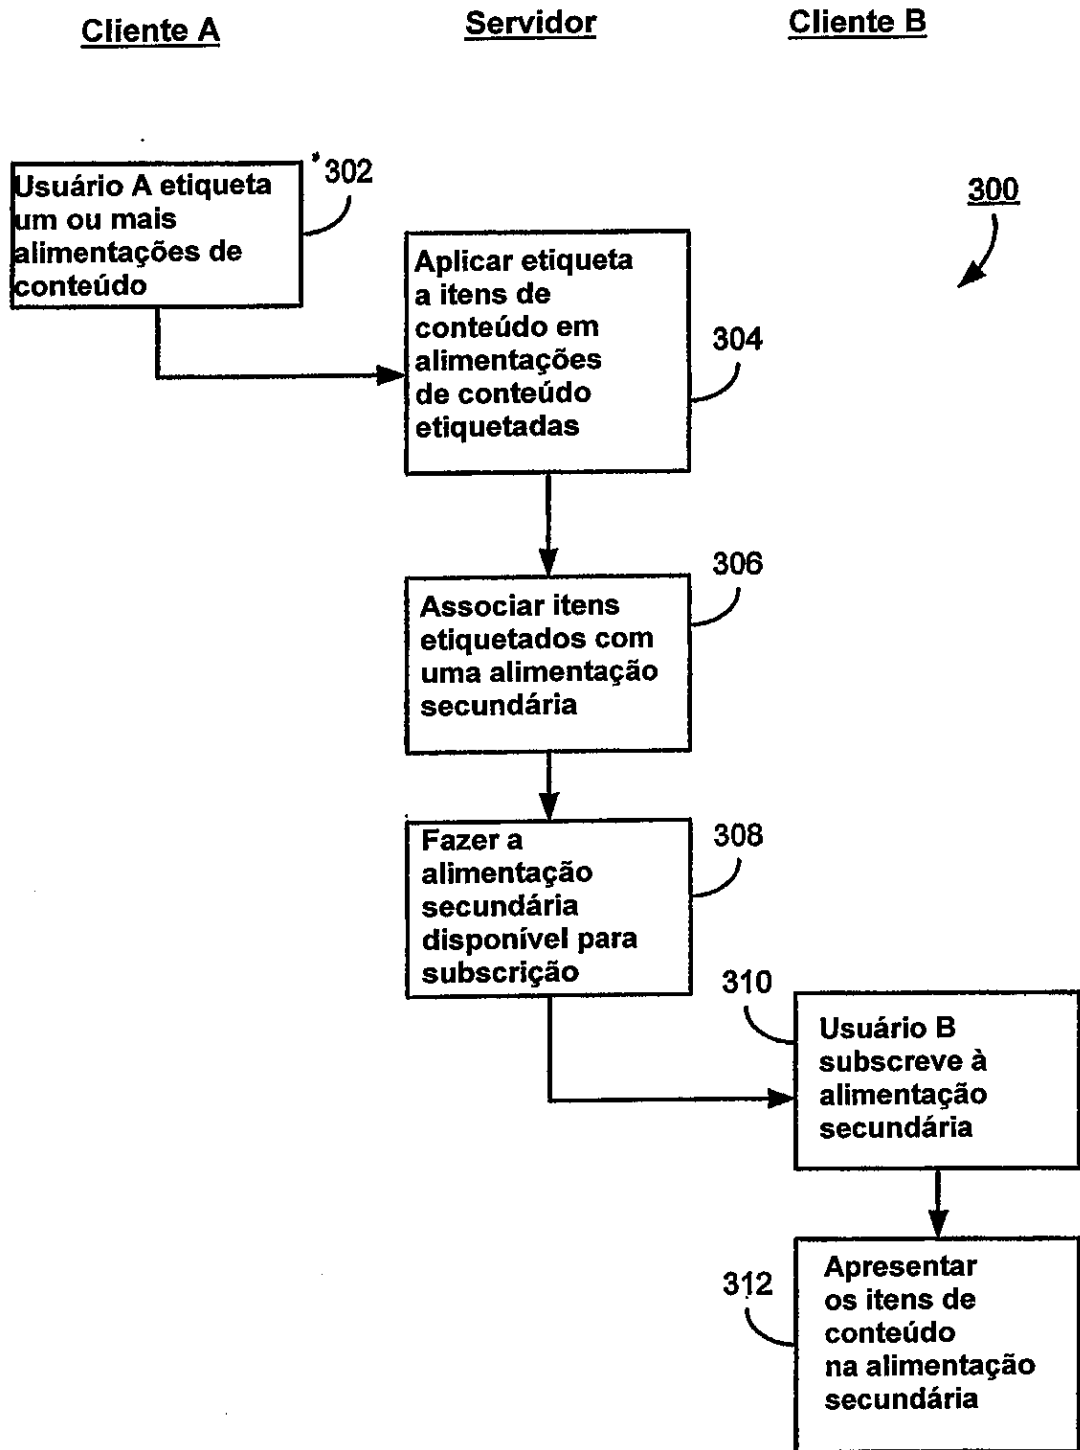 Cliente A
Servidor
Cliente B
302
Usuário A etiqueta
um ou mais
alimentações de
conteúdo
300
Aplicar etiqueta
a itens de
conteúdo em
alimentações
de conteúdo
etiquetadas
304
306
Associar itens
etiquetados com
uma alimentação
secundária
308
Fazer a
alimentação
secundária
disponível para
subscrição
310
Usuário B
subscreve à
alimentação
secundária
312
Apresentar
os itens de
conteúdo
na alimentação
secundária